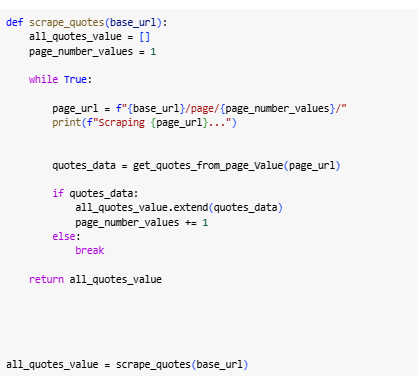 def scrape_quotes(base_url):
    all_quotes_value = []
    page_number_values = 1
    while True:
        page_url = f"{base_url}/page/{page_number_values}/"
        print(f"Scraping {page_url}...")
        quotes_data = get_quotes_from_page_Value(page_url)
        if quotes_data:
            all_quotes_value.extend(quotes_data)
            page_number_values += 1
        else:
            break
    return all_quotes_value
all_quotes_value = scrape_quotes(base_url)